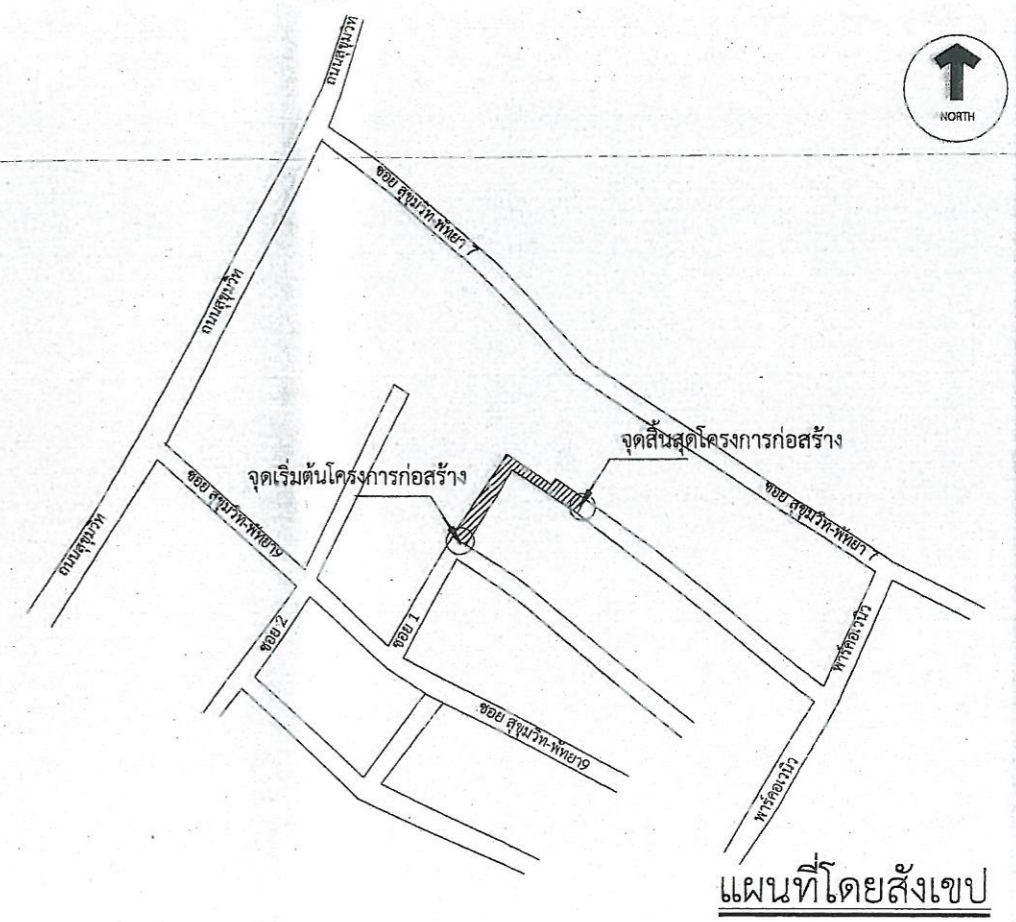 ถนนสุขุมวิท
NORTH
ซอย สุขุมวิท-พัทยา 7
ถนนสุขุมวิท
จุดสิ้นสุดโครงการก่อสร้าง
จุดเริ่มต้นโครงการก่อสร้าง
ซอย สุขุมวิท-พัทยา9
ซอย สุขุมวิท-พัทยา 7
ถนนสุขุมวิท
ซอย 2
ซอย 1
พาร์คอเวนิว
ซอย สุขุมวิท-พัทยา9
พาร์คอเวนิว
แผนที่โดยสังเขป